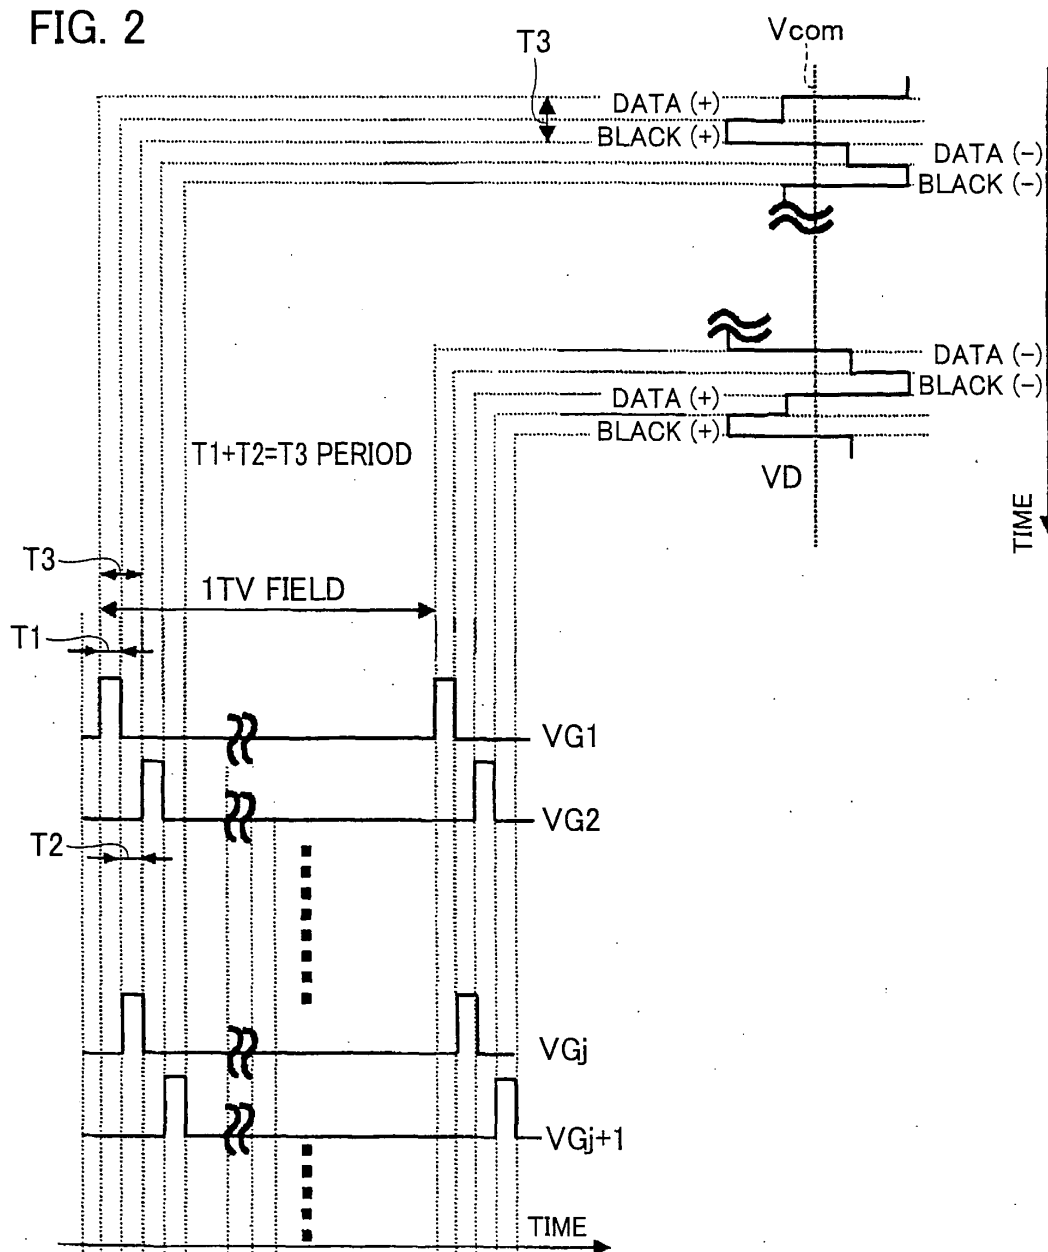 FIG. 2
Vcom
T3
DATA (+)
BLACK (+)
DATA (-)
BLACK (-)
DATA (-)
BLACK (-)
DATA (+)
BLACK (+)
T1+T2=T3 PERIOD
VD
TIME
T3
1TV FIELD
T1
VG1
VG2
T2
VGj
VGj+1
TIME